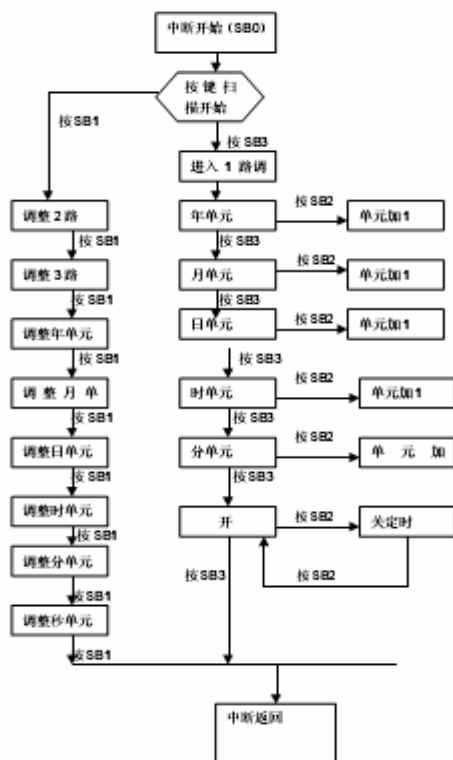 中断开始(SB0)
按 键 扫
描开始
按SB1
按SB3
进入 1 路调
调整2路
年单元
按SB2
单元加1
按SB1
按SB3
调整3路
月单元
按SB2
单元加1
按SB1
按SB3
调整年单元
日单元
按SB2
单元加1
按SB1
按SB3
调 整 月 单
时单元
按SB2
单元加1
按SB1
按SB3
调整日单元
分单元
按SB2
单 元 加
按SB1
按SB3
调整时单元
开
按SB2
关定时
按SB1
调整分单元
按SB3
按SB2
按SB1
调整秒单元
按SB1
中断返回